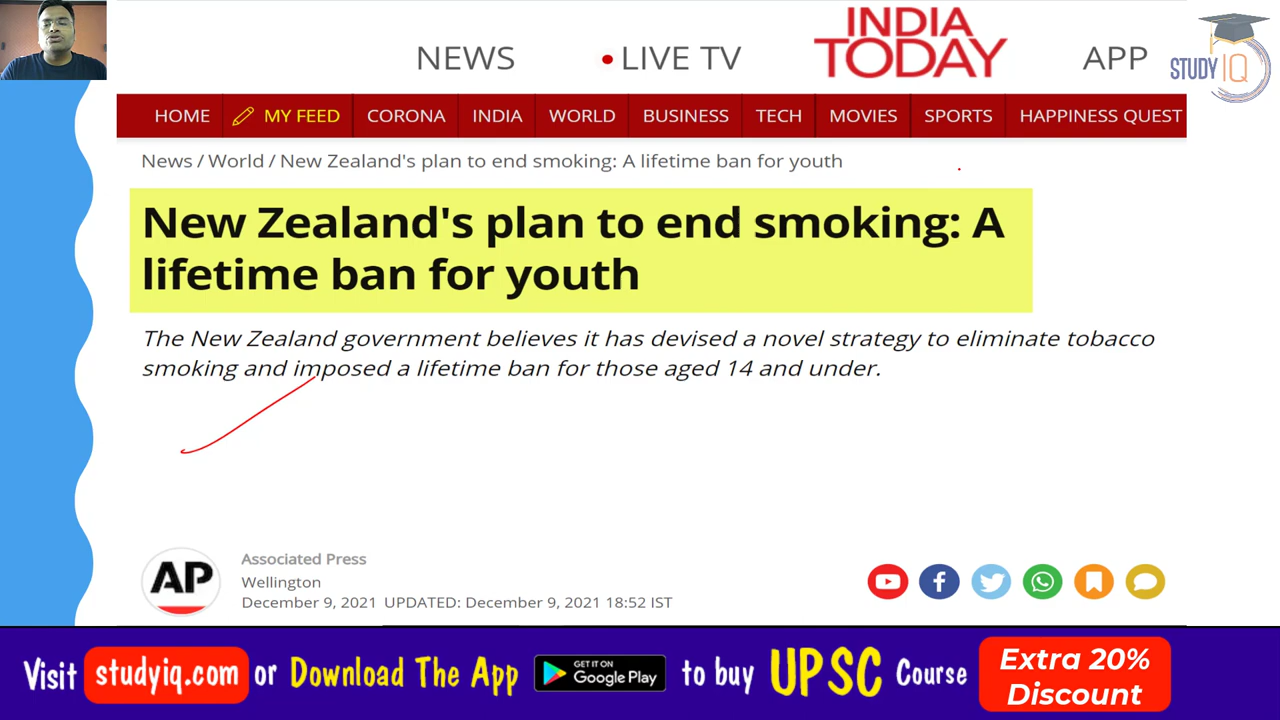 NEWS
LIVE TV
INDIA
TODAY
APP
STUDY IQ
HOME MY FEED CORONA INDIA WORLD BUSINESS TECH MOVIES SPORTS HAPPINESS QUEST
News / World / New Zealand's plan to end smoking: A lifetime ban for youth
New Zealand's plan to end smoking: A
lifetime ban for youth
The New Zealand government believes it has devised a novel strategy to eliminate tobacco
smoking and imposed a lifetime ban for those aged 14 and under.
AP
Associated Press
Wellington
December 9, 2021 UPDATED: December 9, 2021 18:52 IST
Visit studyiq.com or Download The App GET IT ON Google Play to buy UPSC Course
Extra 20%
Discount